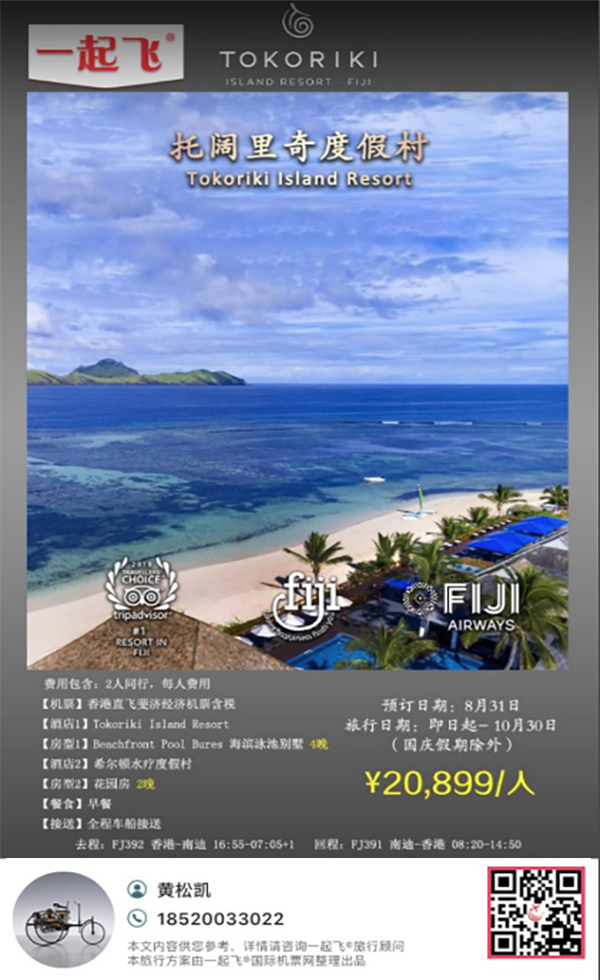 一起飞®
TOKORIKI
ISLAND RESORT · FIJI
托阔里奇度假村
Tokoriki Island Resort
2018
TRAVELLERS'
CHOICE
tripadvisor
#1
RESORT IN
FIJI
fiji
FIJI
AIRWAYS
费用包含：2人同行，每人费用
【机票】香港直飞斐济经济机票含税
【酒店1】Tokoriki Island Resort
【房型1】Beachfront Pool Bures 海滨泳池别墅 4晚
【酒店2】希尔顿水疗度假村
【房型2】花园房 2晚
【餐食】早餐
【接送】全程车船接送
预订日期：8月31日
旅行日期：即日起- 10月30日
（国庆假期除外）
¥20,899/人
去程：FJ392 香港-南迪 16:55-07:05+1 回程：FJ391 南迪-香港 08:20-14:50
黄松凯
18520033022
本文内容供您参考，详情请咨询一起飞®旅行顾问
本旅行方案由一起飞®国际机票网整理出品